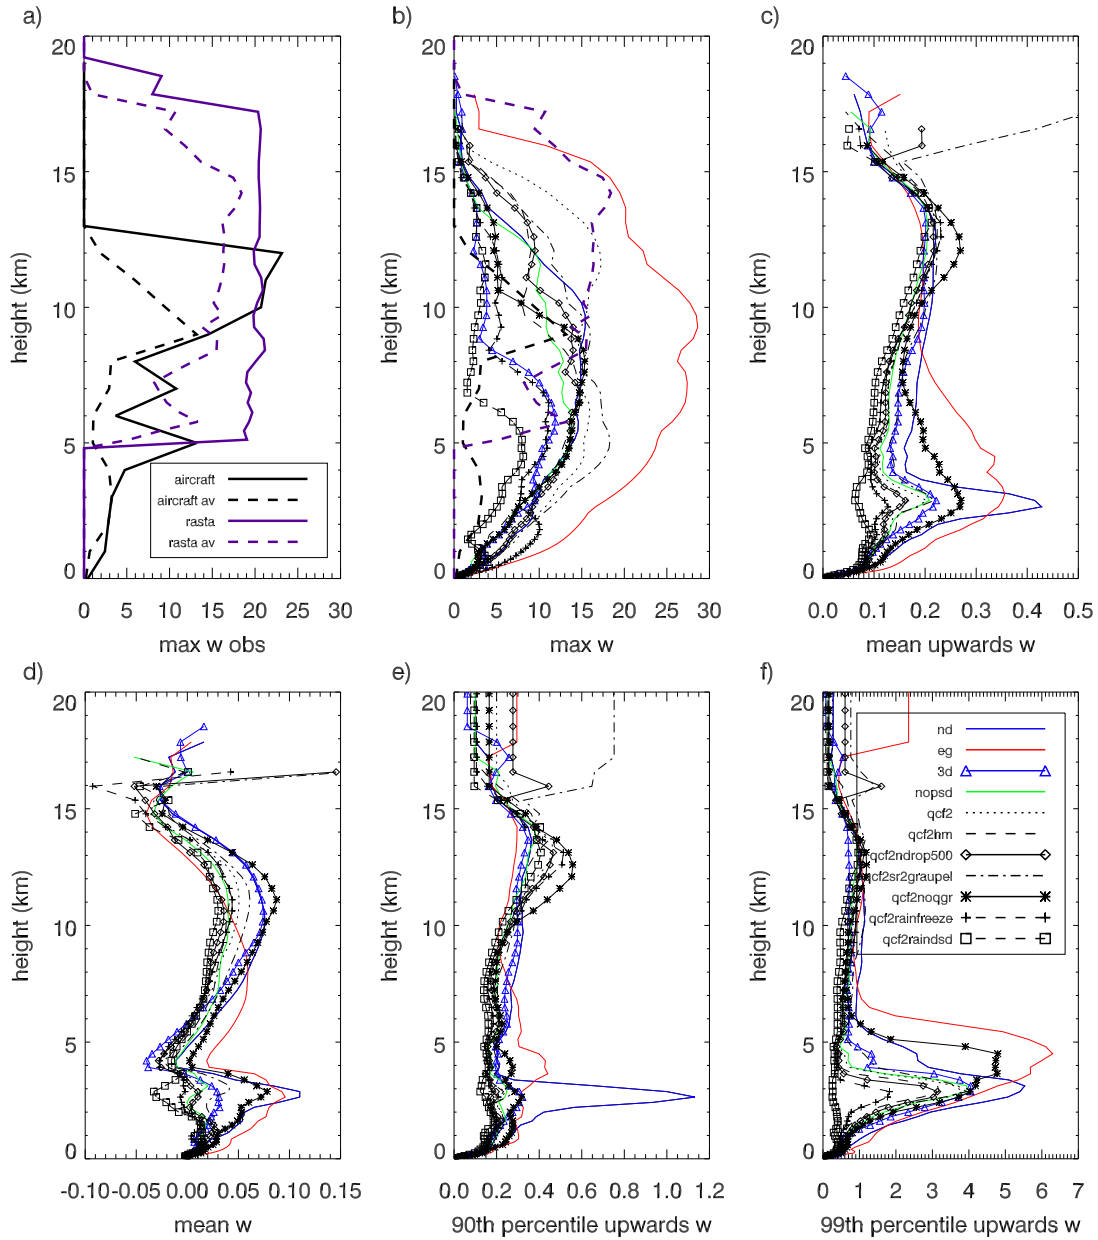 a)
b)
c)
20
15
10
5
0
height (km)
aircraft
aircraft av
rasta
rasta av
0 5 10 15 20 25 30
max w obs
20
15
10
5
0
height (km)
0 5 10 15 20 25 30
max w
20
15
10
5
0
height (km)
0.0 0.1 0.2 0.3 0.4 0.5
mean upwards w
d)
e)
f)
20
15
10
5
0
height (km)
-0.10 -0.05 0.00 0.05 0.10 0.15
mean w
20
15
10
5
0
height (km)
0.0 0.2 0.4 0.6 0.8 1.0 1.2
90th percentile upwards w
20
15
10
5
0
height (km)
nd
eg
3d
nopsd
qcf2
qcf2hm
qcf2ndrop500
qcf2sr2graupel
qcf2noqgr
qcf2rainfreeze
qcf2raindsd
0 1 2 3 4 5 6 7
99th percentile upwards w